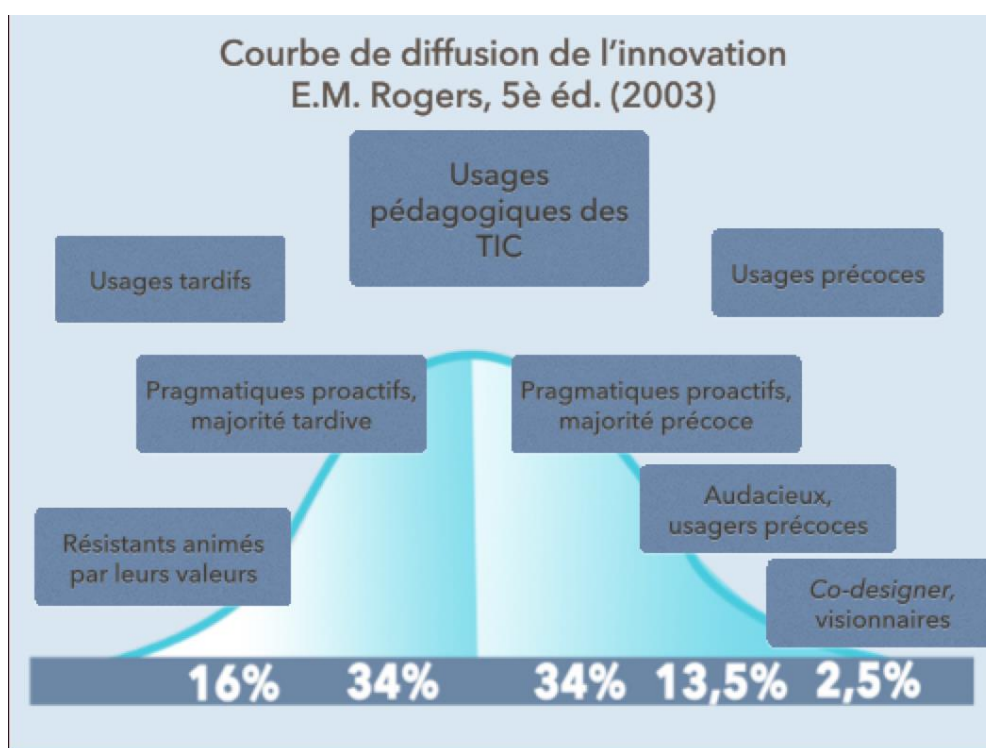 Courbe de diffusion de l'innovation
E.M. Rogers, 5è éd. (2003)
Usages
pédagogiques des
TIC
Usages tardifs
Usages précoces
Pragmatiques proactifs,
majorité tardive
Pragmatiques proactifs,
majorité précoce
Audacieux,
usagers précoces
Résistants animés
par leurs valeurs
Co-designer,
visionnaires
16% 34% 34% 13,5% 2,5%